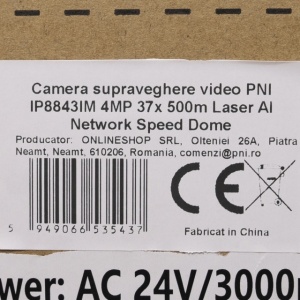 Camera supraveghere video PNI
IP8843IM 4MP 37x 500m Laser AI
Network Speed Dome
Producator: ONLINESHOP SRL, Olteniei 26A, Piatra
Neamt, Neamt, 610206, Romania, comenzi@pni.ro
CE
5 949066 535437
Fabricat in China
ower: AC 24V/3000